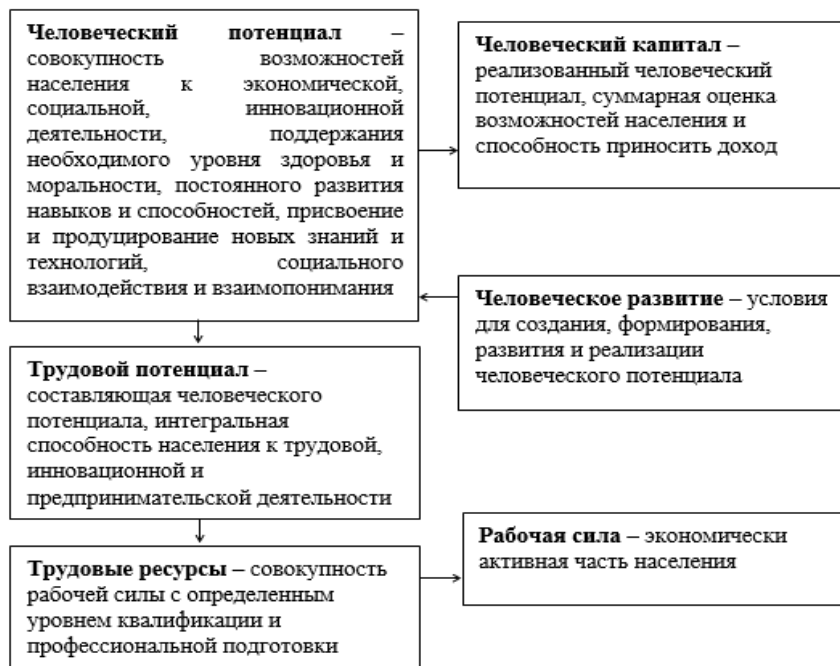 Человеческий потенциал –
совокупность возможностей
населения к экономической,
социальной, инновационной
деятельности, поддержания
необходимого уровня здоровья и
моральности, постоянного развития
навыков и способностей, присвоение
и продуцирование новых знаний и
технологий, социального
взаимодействия и взаимопонимания
Человеческий капитал –
реализованный человеческий
потенциал, суммарная оценка
возможностей населения и
способность приносить доход
Человеческое развитие – условия
для создания, формирования,
развития и реализации
человеческого потенциала
Трудовой потенциал –
составляющая человеческого
потенциала, интегральная
способность населения к трудовой,
инновационной и
предпринимательской деятельности
Трудовые ресурсы – совокупность
рабочей силы с определенным
уровнем квалификации и
профессиональной подготовки
Рабочая сила – экономически
активная часть населения